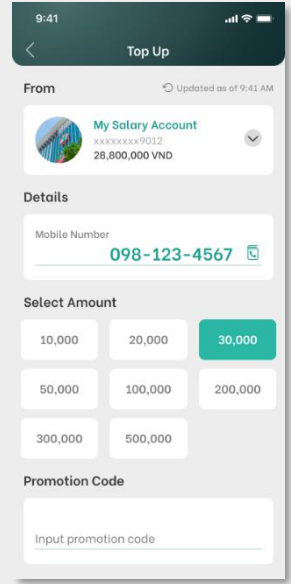 9:41
Top Up
From
Updated as of 9:41 AM
My Salary Account
xxxxxxxx9012
28,800,000 VND
Details
Mobile Number
098-123-4567
Select Amount
10,000 20,000 30,000
50,000 100,000 200,000
300,000 500,000
Promotion Code
Input promotion code